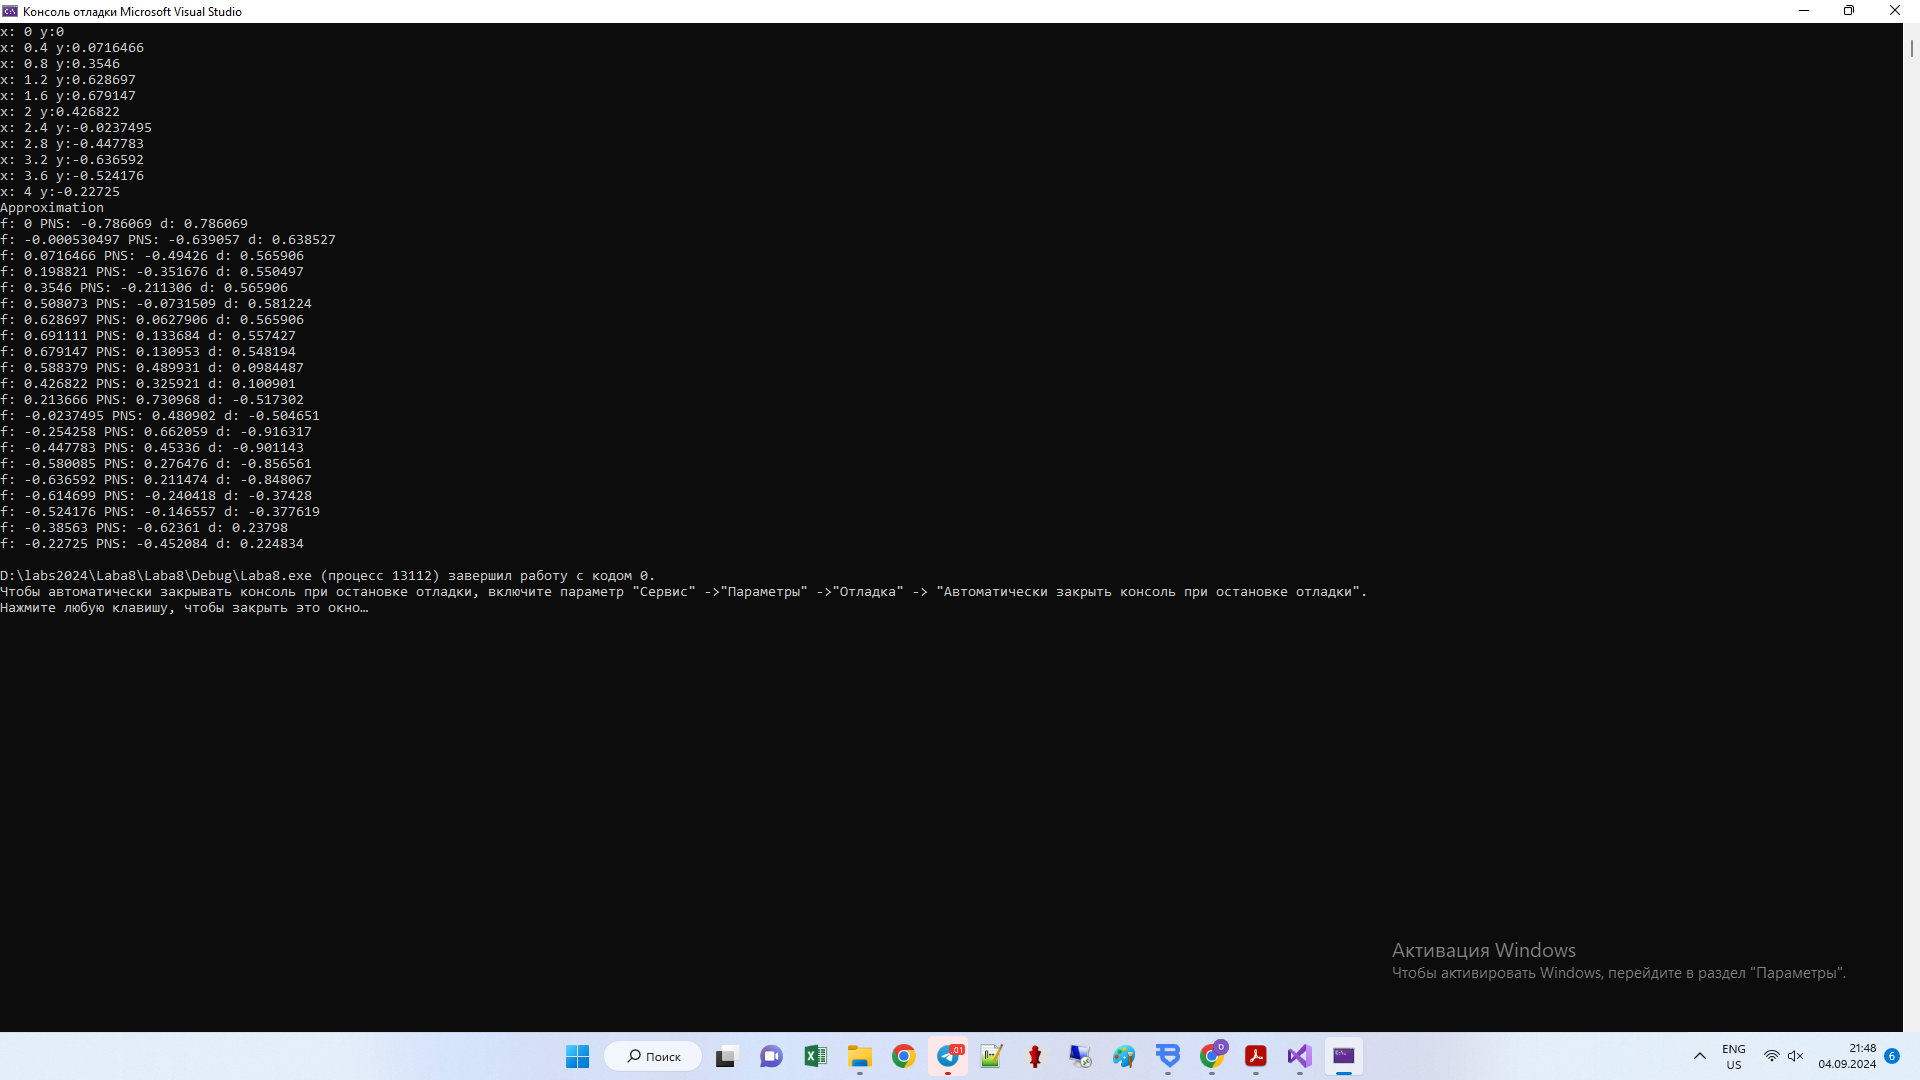 Консоль отладки Microsoft Visual Studio
x: 0 y:0
x: 0.4 y:0.0716466
x: 0.8 y:0.3546
x: 1.2 y:0.628697
x: 1.6 y:0.679147
x: 2 y:0.426822
x: 2.4 y:-0.0237495
x: 2.8 y:-0.447783
x: 3.2 y:-0.636592
x: 3.6 y:-0.524176
x: 4 y:-0.22725
Approximation
f: 0 PNS: -0.786069 d: 0.786069
f: -0.000530497 PNS: -0.639057 d: 0.638527
f: 0.0716466 PNS: -0.49426 d: 0.565906
f: 0.198821 PNS: -0.351676 d: 0.550497
f: 0.3546 PNS: -0.211306 d: 0.565906
f: 0.508073 PNS: -0.0731509 d: 0.581224
f: 0.628697 PNS: 0.0627906 d: 0.565906
f: 0.691111 PNS: 0.133684 d: 0.557427
f: 0.679147 PNS: 0.130953 d: 0.548194
f: 0.588379 PNS: 0.489931 d: 0.0984487
f: 0.426822 PNS: 0.325921 d: 0.100901
f: 0.213666 PNS: 0.730968 d: -0.517302
f: -0.0237495 PNS: 0.480902 d: -0.504651
f: -0.254258 PNS: 0.662059 d: -0.916317
f: -0.447783 PNS: 0.45336 d: -0.901143
f: -0.580085 PNS: 0.276476 d: -0.856561
f: -0.636592 PNS: 0.211474 d: -0.848067
f: -0.614699 PNS: -0.240418 d: -0.37428
f: -0.524176 PNS: -0.146557 d: -0.377619
f: -0.38563 PNS: -0.62361 d: 0.23798
f: -0.22725 PNS: -0.452084 d: 0.224834
D:\labs2024\Laba8\Laba8\Debug\Laba8.exe (процесс 13112) завершил работу с кодом 0.
Чтобы автоматически закрывать консоль при остановке отладки, включите параметр "Сервис" ->"Параметры" ->"Отладка" -> "Автоматически закрыть консоль при остановке отладки".
Нажмите любую клавишу, чтобы закрыть это окно…
Активация Windows
Чтобы активировать Windows, перейдите в раздел "Параметры".
Поиск
ENG
US
21:48
04.09.2024
6